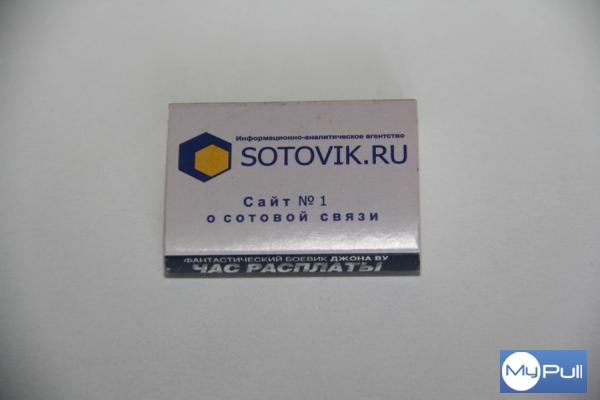 Информационно-аналитическое агентство
SOTOVIK.RU
Сайт № 1
о сотовой связи
ФАНТАСТИЧЕСКИЙ БОЕВИК ДЖОНА ВУ
ЧАС РАСПЛАТЫ
MyPull